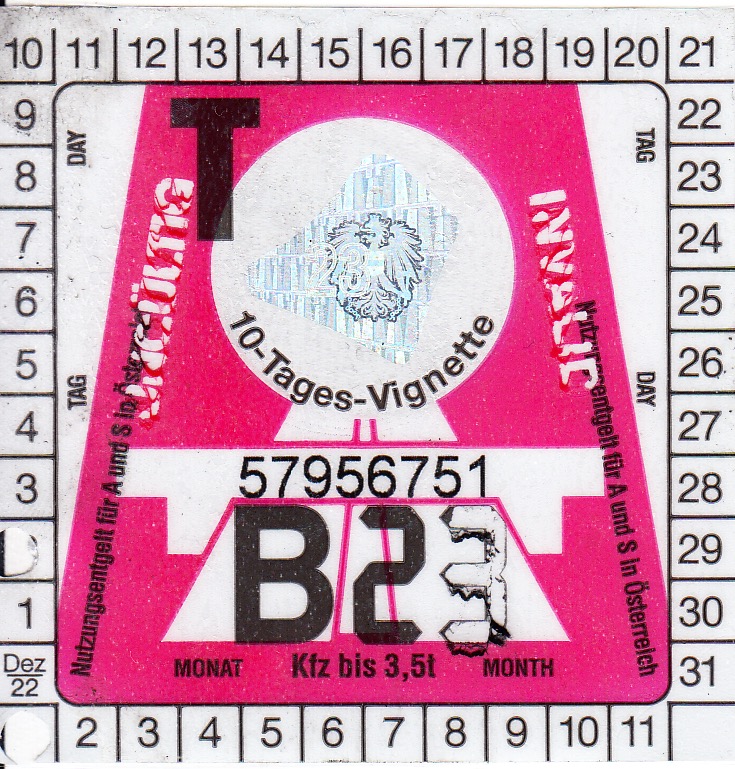 10 11 12 13 14 15 16 17 18 19 20 21
9 DAY T TAG 22
8 23
7 24
6 25
5 26
4 27
3 28
29
1 30
Dez
22
31
UNGÜLTIG
INVALID
23
10-Tages-Vignette
TAG
DAY
Nutzungsentgelt für A und S in Österreich
Nutzungsentgelt für A und S in Österreich
57956751
B23
MONAT Kfz bis 3,5t MONTH
2 3 4 5 6 7 8 9 10 11